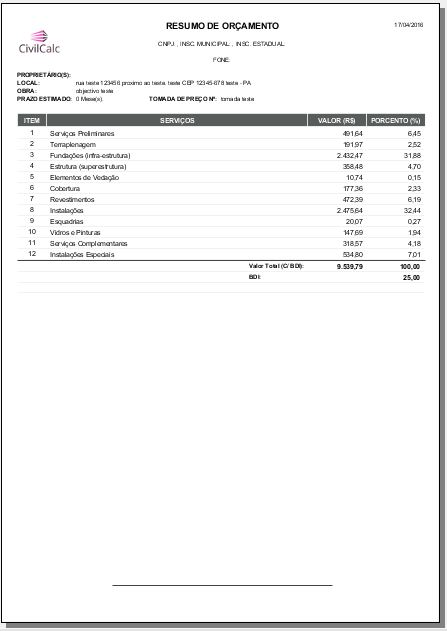 RESUMO DE ORÇAMENTO
17/04/2016
CivilCalc
CNPJ , INSC. MUNICIPAL , INSC. ESTADUAL
FONE:
PROPRIETÁRIO(S):
LOCAL: rua teste 123456 proximo ao teste. teste CEP 12345-678 teste - PA
OBRA: objectivo teste
PRAZO ESTIMADO: 0 Mese(s). TOMADA DE PREÇO Nº: tomada teste
ITEM SERVIÇOS VALOR (R$) PORCENTO (%)
1 Serviços Preliminares 491,64 6,45
2 Terraplenagem 191,97 2,52
3 Fundações (infra-estrutura) 2.432,47 31,88
4 Estrutura (superestrutura) 358,48 4,70
5 Elementos de Vedação 10,74 0,15
6 Cobertura 177,36 2,33
7 Revestimentos 472,39 6,19
8 Instalações 2.475,64 32,44
9 Esquadrias 20,07 0,27
10 Vidros e Pinturas 147,69 1,94
11 Serviços Complementares 318,57 4,18
12 Instalações Especiais 534,80 7,01
Valor Total (C/ BDI): 9.539,79 100,00
BDI: 25,00